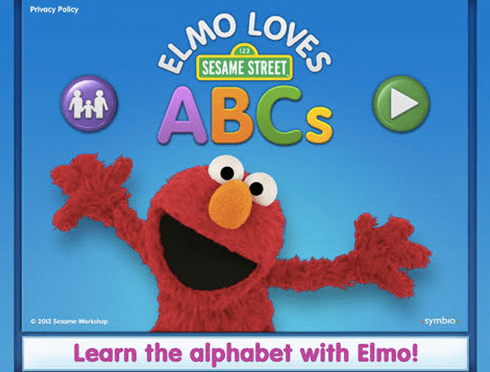 Privacy Policy
ELMO LOVES
123
SESAME STREET
ABCs
© 2013 Sesame Workshop
symbio
Learn the alphabet with Elmo!